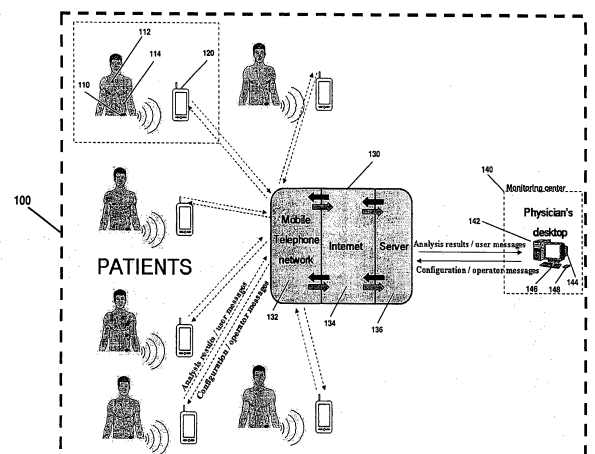 112
114
120
110
130
140
Monitoring center
100
142
Physician's
desktop
Mobile
Telephone
network
Internet
Server
Analysis results / user messages
Configuration / operator messages
144
146
148
PATIENTS
132
134
136
Analysis results / user messages
Configuration / operator messages